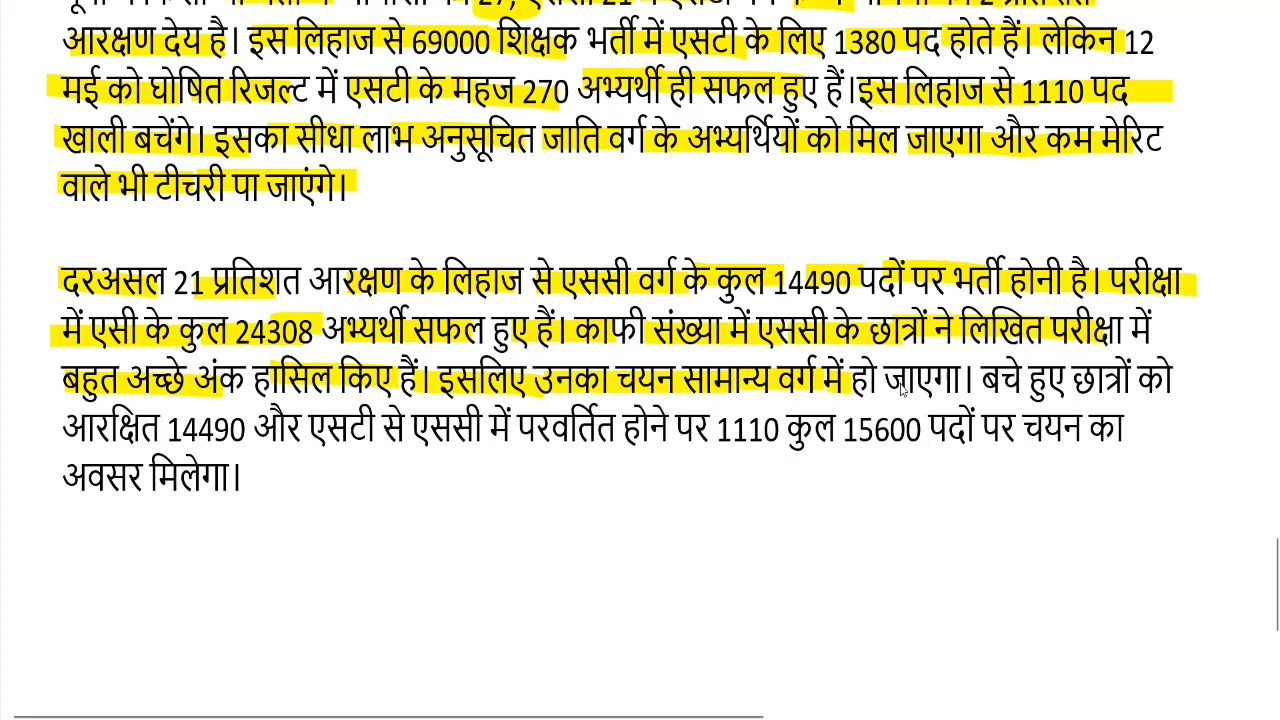 आरक्षण देय है। इस लिहाज से 69000 शिक्षक भर्ती में एसटी के लिए 1380 पद होते हैं। लेकिन 12
मई को घोषित रिजल्ट में एसटी के महज 270 अभ्यर्थी ही सफल हुए हैं।इस लिहाज से 1110 पद
खाली बचेंगे। इसका सीधा लाभ अनुसूचित जाति वर्ग के अभ्यर्थियों को मिल जाएगा और कम मेरिट
वाले भी टीचरी पा जाएंगे।
दरअसल 21 प्रतिशत आरक्षण के लिहाज से एससी वर्ग के कुल 14490 पदों पर भर्ती होनी है। परीक्षा
में एसी के कुल 24308 अभ्यर्थी सफल हुए हैं। काफी संख्या में एससी के छात्रों ने लिखित परीक्षा में
बहुत अच्छे अंक हासिल किए हैं। इसलिए उनका चयन सामान्य वर्ग में हो जाएगा। बचे हुए छात्रों को
आरक्षित 14490 और एसटी से एससी में परवर्तित होने पर 1110 कुल 15600 पदों पर चयन का
अवसर मिलेगा।